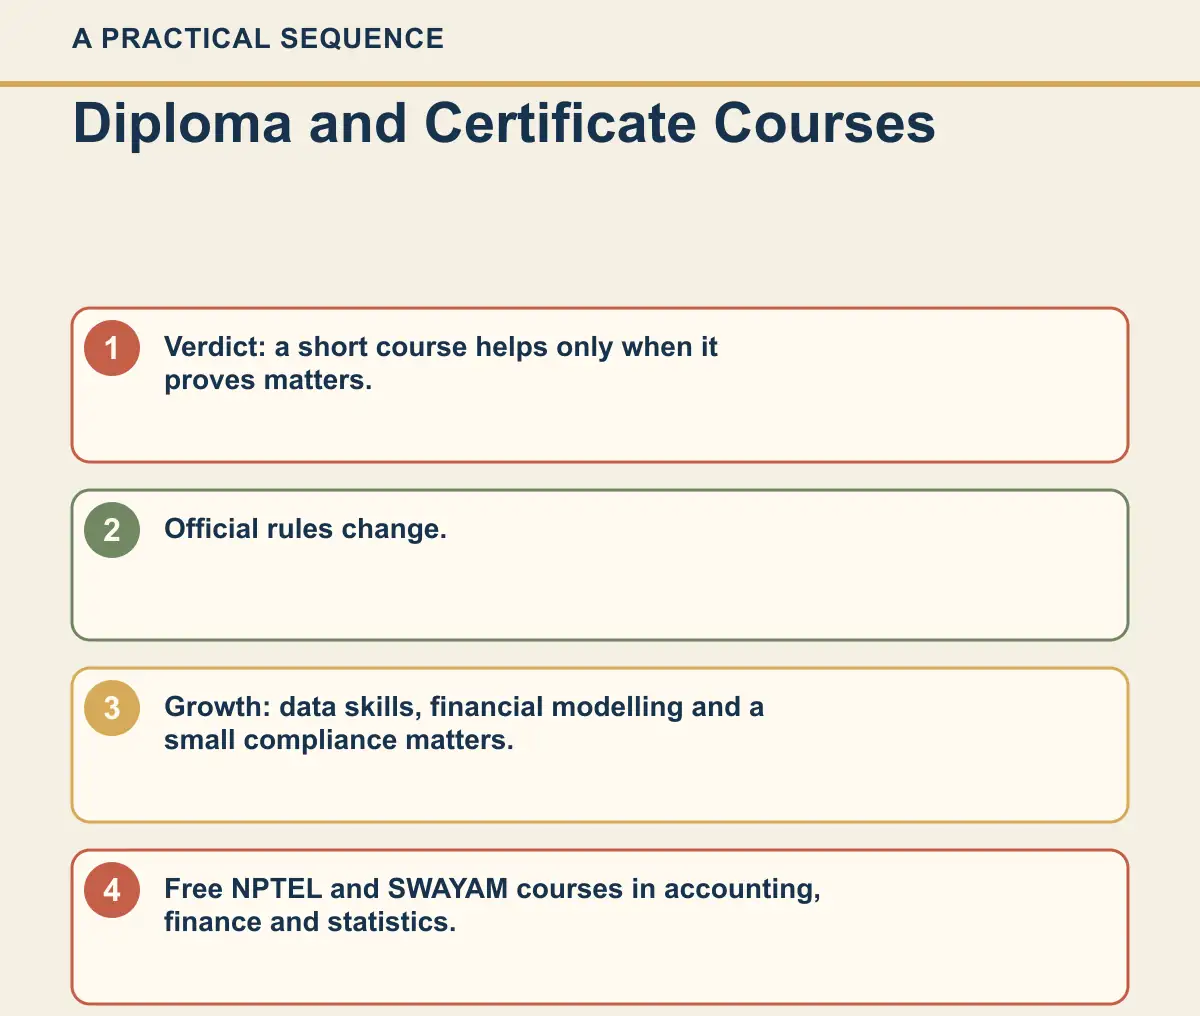 A PRACTICAL SEQUENCE
Diploma and Certificate Courses
1
Verdict: a short course helps only when it
proves matters.
2
Official rules change.
3
Growth: data skills, financial modelling and a
small compliance matters.
4
Free NPTEL and SWAYAM courses in accounting,
finance and statistics.